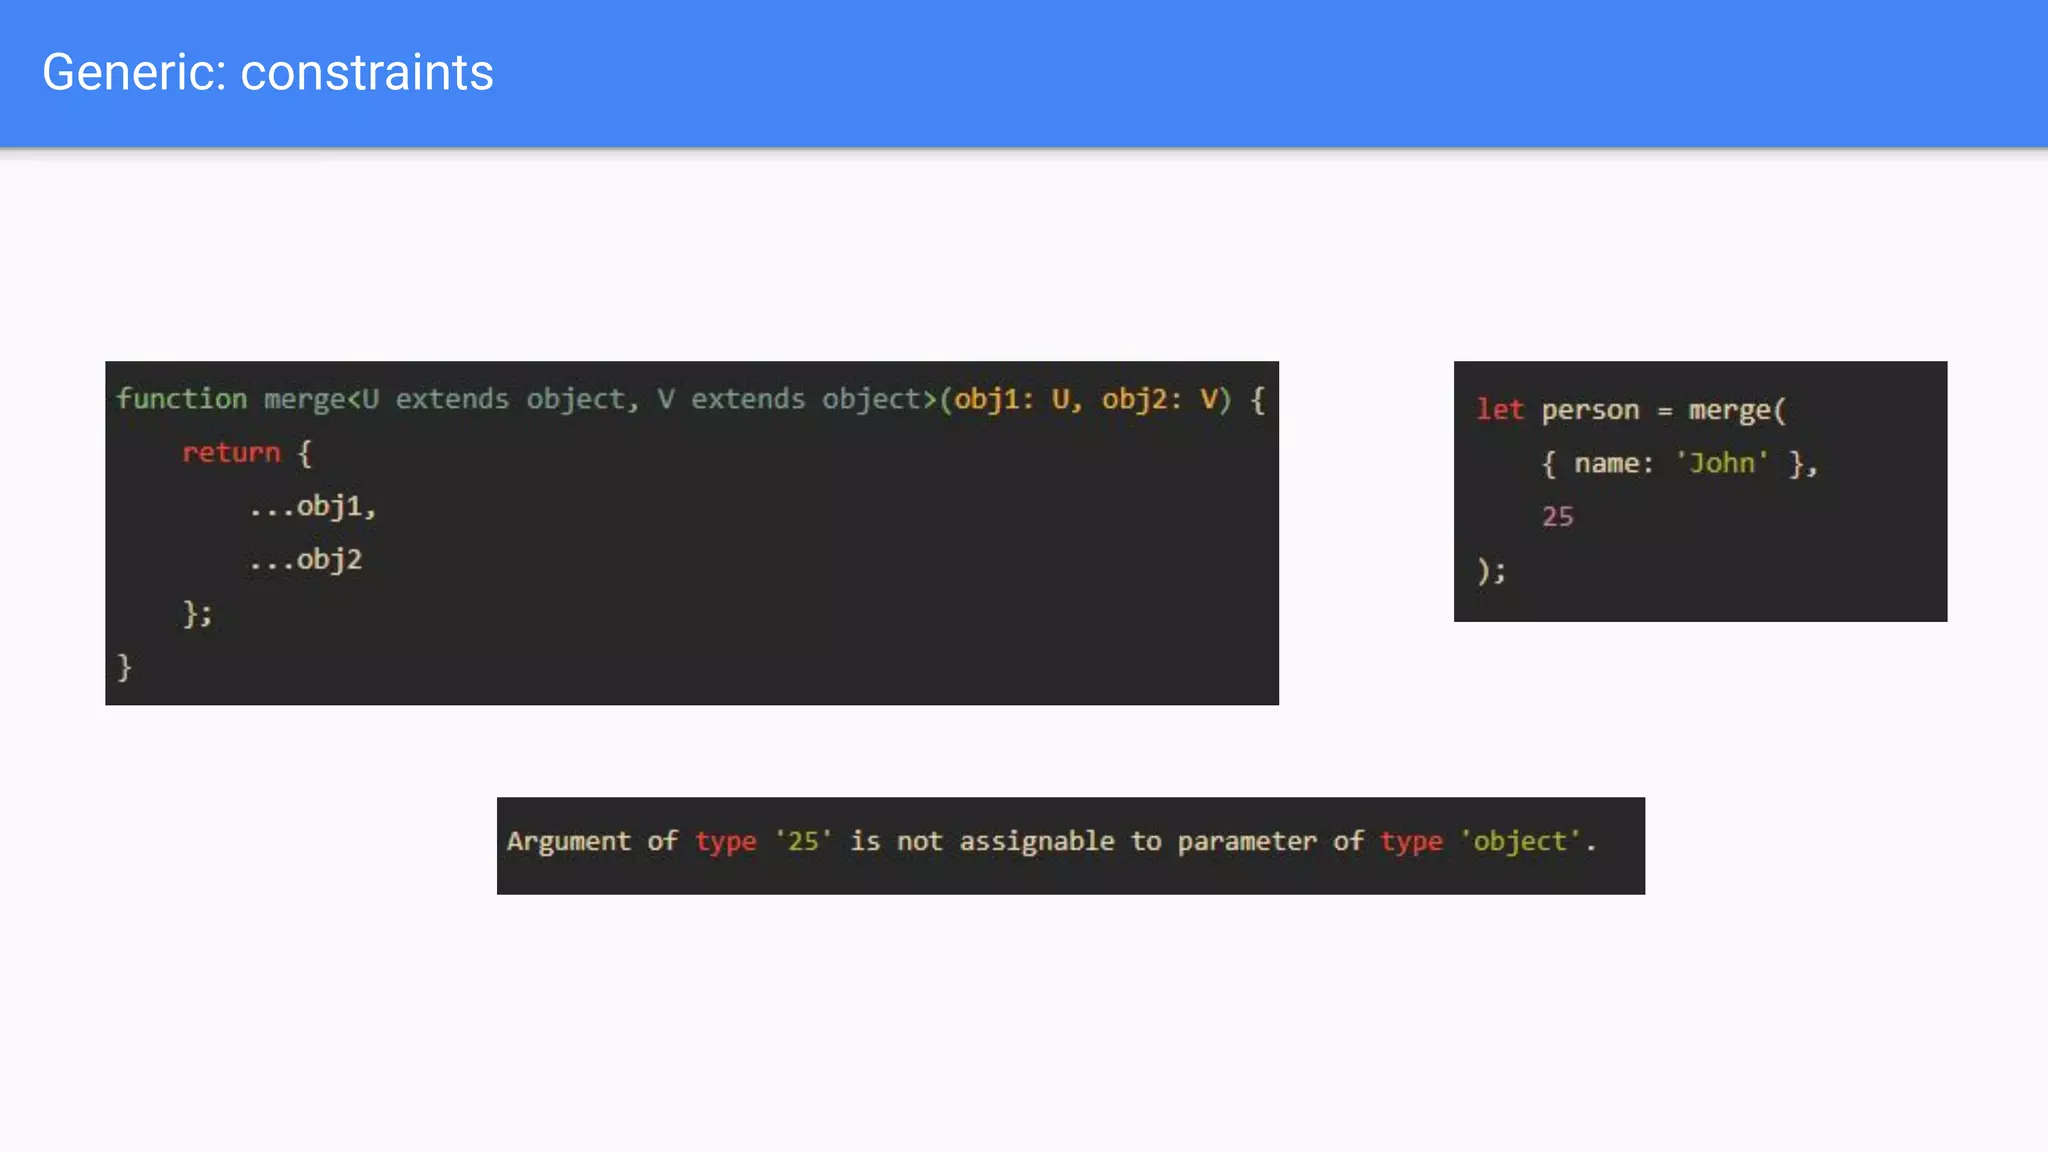 Generic: constraints
function merge<U extends object, V extends object>(obj1: U, obj2: V) {
    return {
        ...obj1,
        ...obj2
    };
}
let person = merge(
    { name: 'John' },
    25
);
Argument of type '25' is not assignable to parameter of type 'object'.